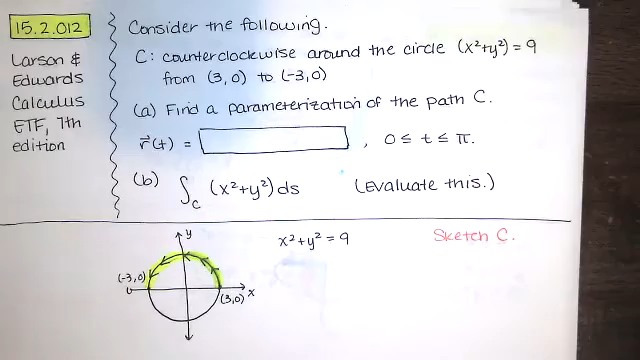 15.2.012
Larson &
Edwards
Calculus
ETF, 7th
edition
Consider the following.
C: counterclockwise around the circle (x²+y²) = 9
from (3,0) to (-3,0)
(a) Find a parameterization of the path C.
r⃗(t) = , 0 ≤ t ≤ π.
(b) ∫_C (x²+y²) ds (Evaluate this.)
x²+y² = 9
Sketch C.
y
(-3,0)
(3,0)
x